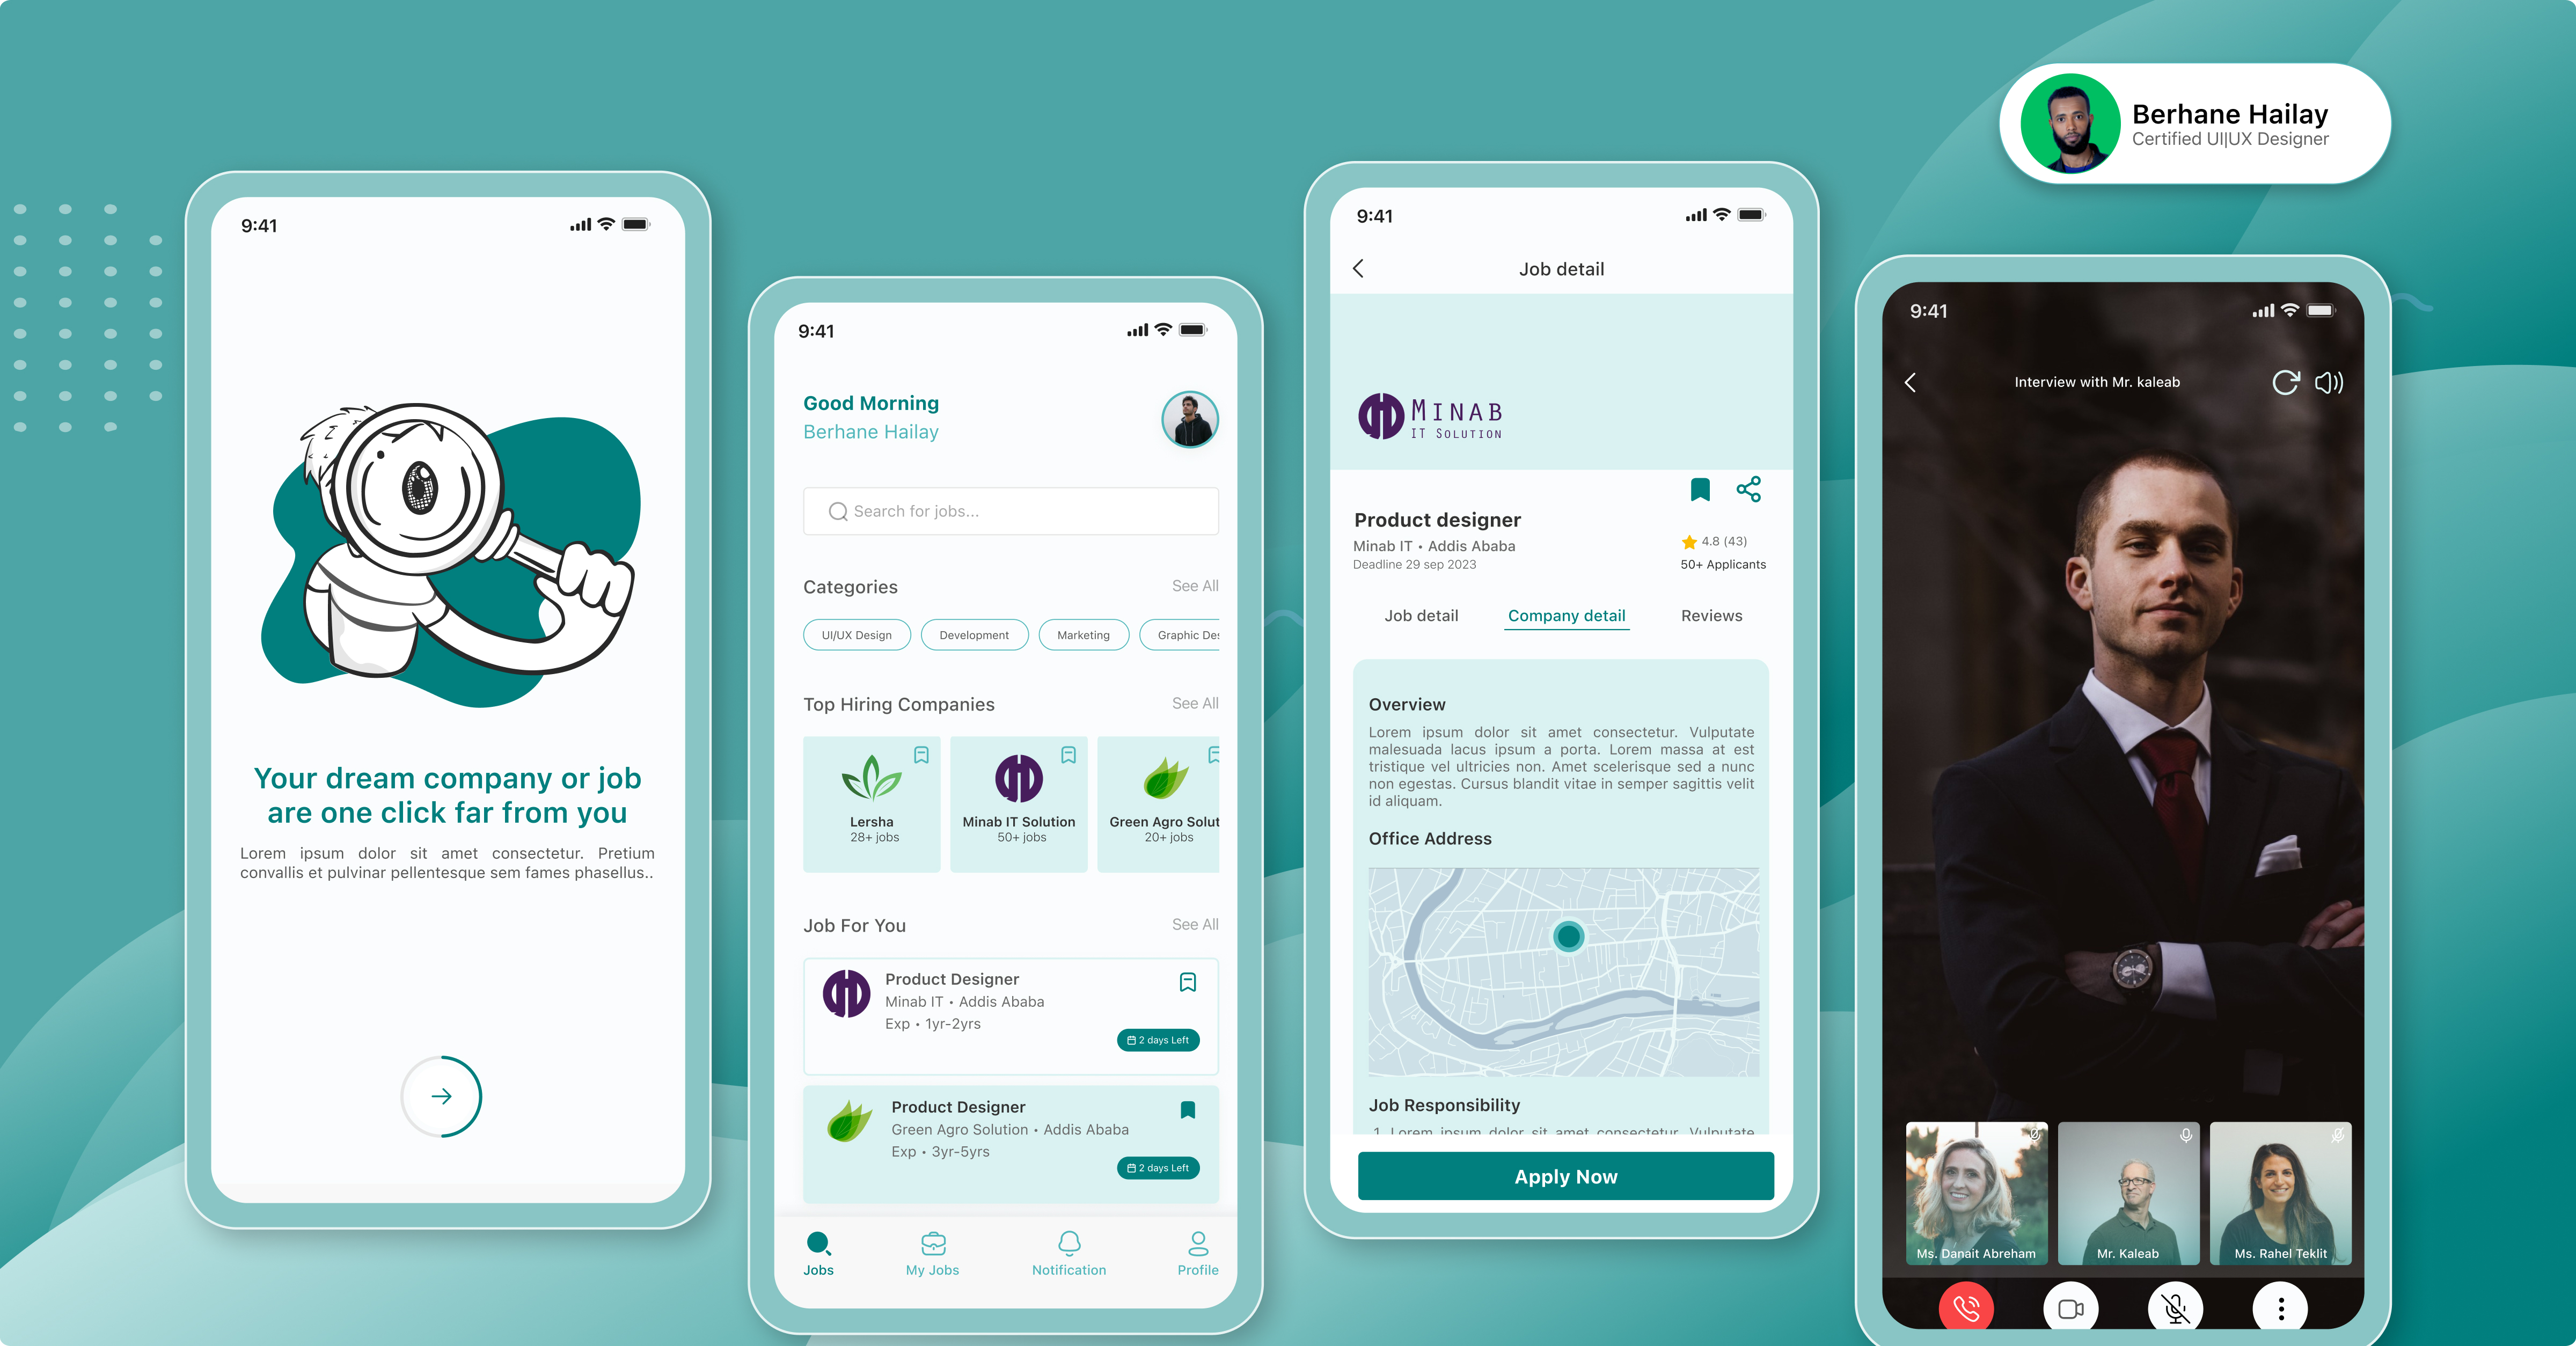 Berhane Hailay
Certified UI|UX Designer
9:41
Your dream company or job
are one click far from you
Lorem ipsum dolor sit amet consectetur. Pretium
convallis et pulvinar pellentesque sem fames phasellus..
9:41
Good Morning
Berhane Hailay
Search for jobs...
Categories
See All
UI/UX Design
Development
Marketing
Graphic Des
Top Hiring Companies
See All
Lersha
28+ jobs
Minab IT Solution
50+ jobs
Green Agro Solut
20+ jobs
Job For You
See All
Product Designer
Minab IT • Addis Ababa
Exp • 1yr-2yrs
2 days Left
Product Designer
Green Agro Solution • Addis Ababa
Exp • 3yr-5yrs
2 days Left
Jobs
My Jobs
Notification
Profile
9:41
Job detail
MINAB
IT SOLUTION
Product designer
Minab IT • Addis Ababa
Deadline 29 sep 2023
4.8 (43)
50+ Applicants
Job detail
Company detail
Reviews
Overview
Lorem ipsum dolor sit amet consectetur. Vulputate
malesuada lacus ipsum a porta. Lorem massa at est
tristique vel ultricies non. Amet scelerisque sed a nunc
non egestas. Cursus blandit vitae in semper sagittis velit
id aliquam.
Office Address
Job Responsibility
1. Lorem ipsum dolor sit amet consectetur. Vulputate
Apply Now
9:41
Interview with Mr. kaleab
Ms. Danait Abreham
Mr. Kaleab
Ms. Rahel Teklit